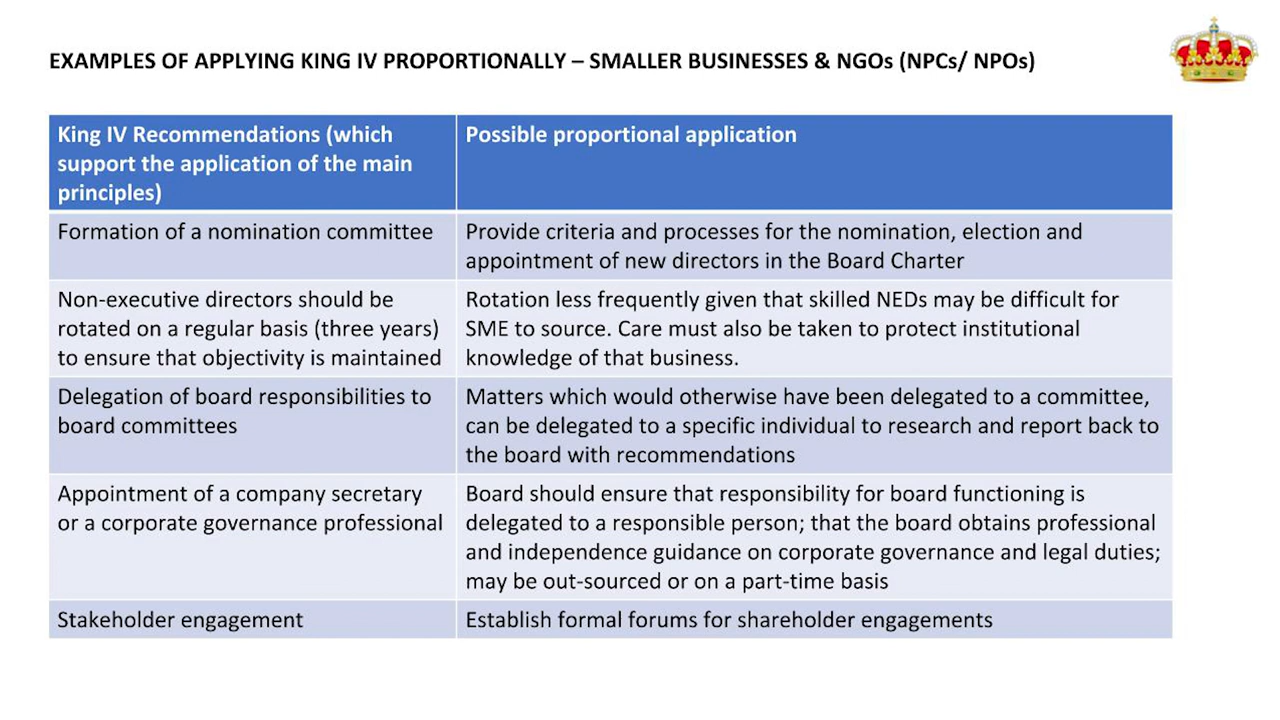 EXAMPLES OF APPLYING KING IV PROPORTIONALLY – SMALLER BUSINESSES & NGOs (NPCs/ NPOs)
King IV Recommendations (which
support the application of the main
principles)
Possible proportional application
Formation of a nomination committee
Provide criteria and processes for the nomination, election and
appointment of new directors in the Board Charter
Non-executive directors should be
rotated on a regular basis (three years)
to ensure that objectivity is maintained
Rotation less frequently given that skilled NEDs may be difficult for
SME to source. Care must also be taken to protect institutional
knowledge of that business.
Delegation of board responsibilities to
board committees
Matters which would otherwise have been delegated to a committee,
can be delegated to a specific individual to research and report back to
the board with recommendations
Appointment of a company secretary
or a corporate governance professional
Board should ensure that responsibility for board functioning is
delegated to a responsible person; that the board obtains professional
and independence guidance on corporate governance and legal duties;
may be out-sourced or on a part-time basis
Stakeholder engagement
Establish formal forums for shareholder engagements